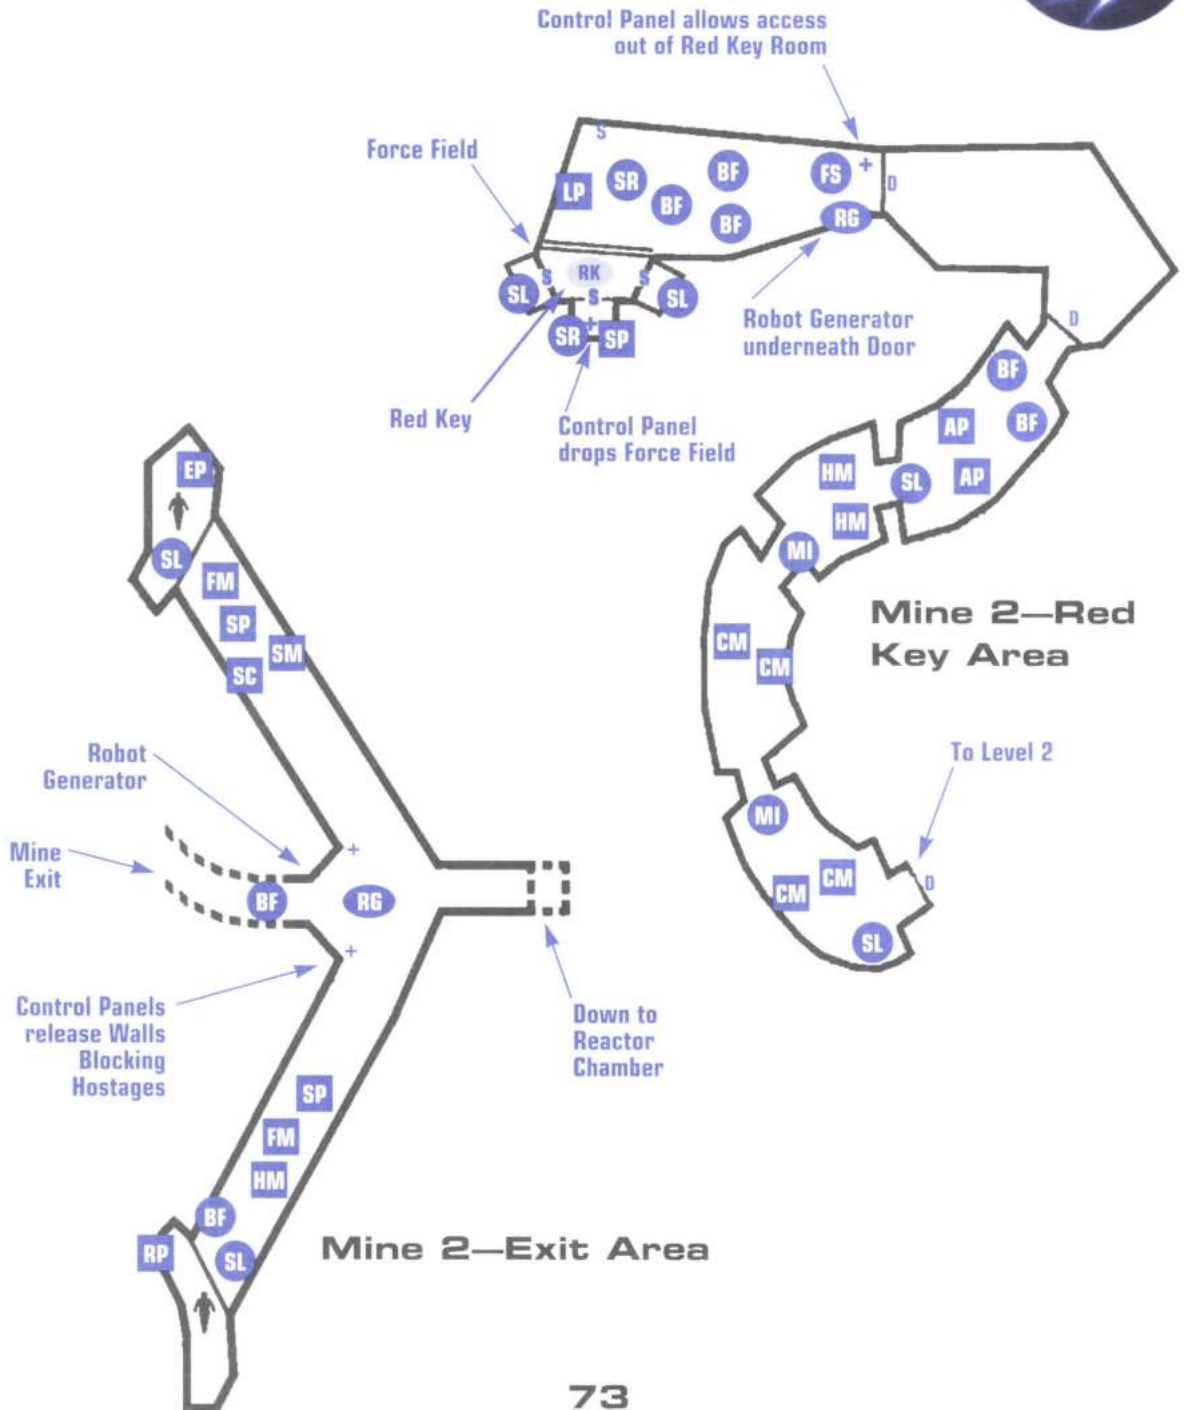 Control Panel allows access
out of Red Key Room
Force Field
S
LP
SR
BF
BF
BF
FS
+
D
RG
SL
S
RK
S
S
SL
SR
+
SP
Robot Generator
underneath Door
Red Key
Control Panel
drops Force Field
D
BF
BF
AP
AP
SL
HM
HM
MI
CM
CM
Mine 2—Red
Key Area
To Level 2
MI
CM
CM
D
SL
EP
SL
FM
SP
SM
SC
Robot
Generator
Mine
Exit
+
BF
RG
+
Control Panels
release Walls
Blocking
Hostages
Down to
Reactor
Chamber
SP
FM
HM
BF
RP
SL
Mine 2—Exit Area
73